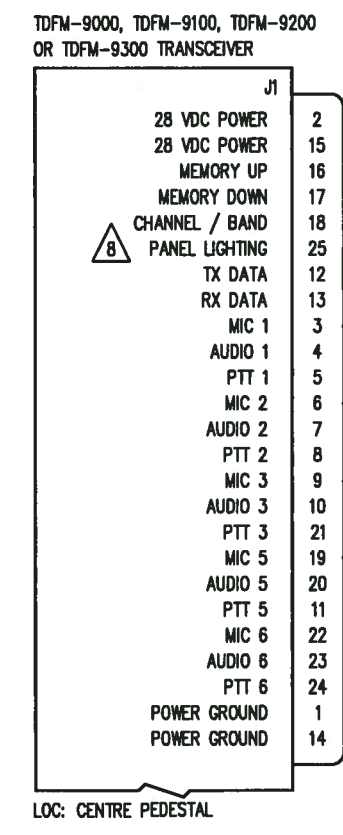 TDFM-9000, TDFM-9100, TDFM-9200
OR TDFM-9300 TRANSCEIVER
J1
28 VDC POWER 2
28 VDC POWER 15
MEMORY UP 16
MEMORY DOWN 17
CHANNEL / BAND 18
8 PANEL LIGHTING 25
TX DATA 12
RX DATA 13
MIC 1 3
AUDIO 1 4
PTT 1 5
MIC 2 6
AUDIO 2 7
PTT 2 8
MIC 3 9
AUDIO 3 10
PTT 3 21
MIC 5 19
AUDIO 5 20
PTT 5 11
MIC 6 22
AUDIO 6 23
PTT 6 24
POWER GROUND 1
POWER GROUND 14
LOC: CENTRE PEDESTAL